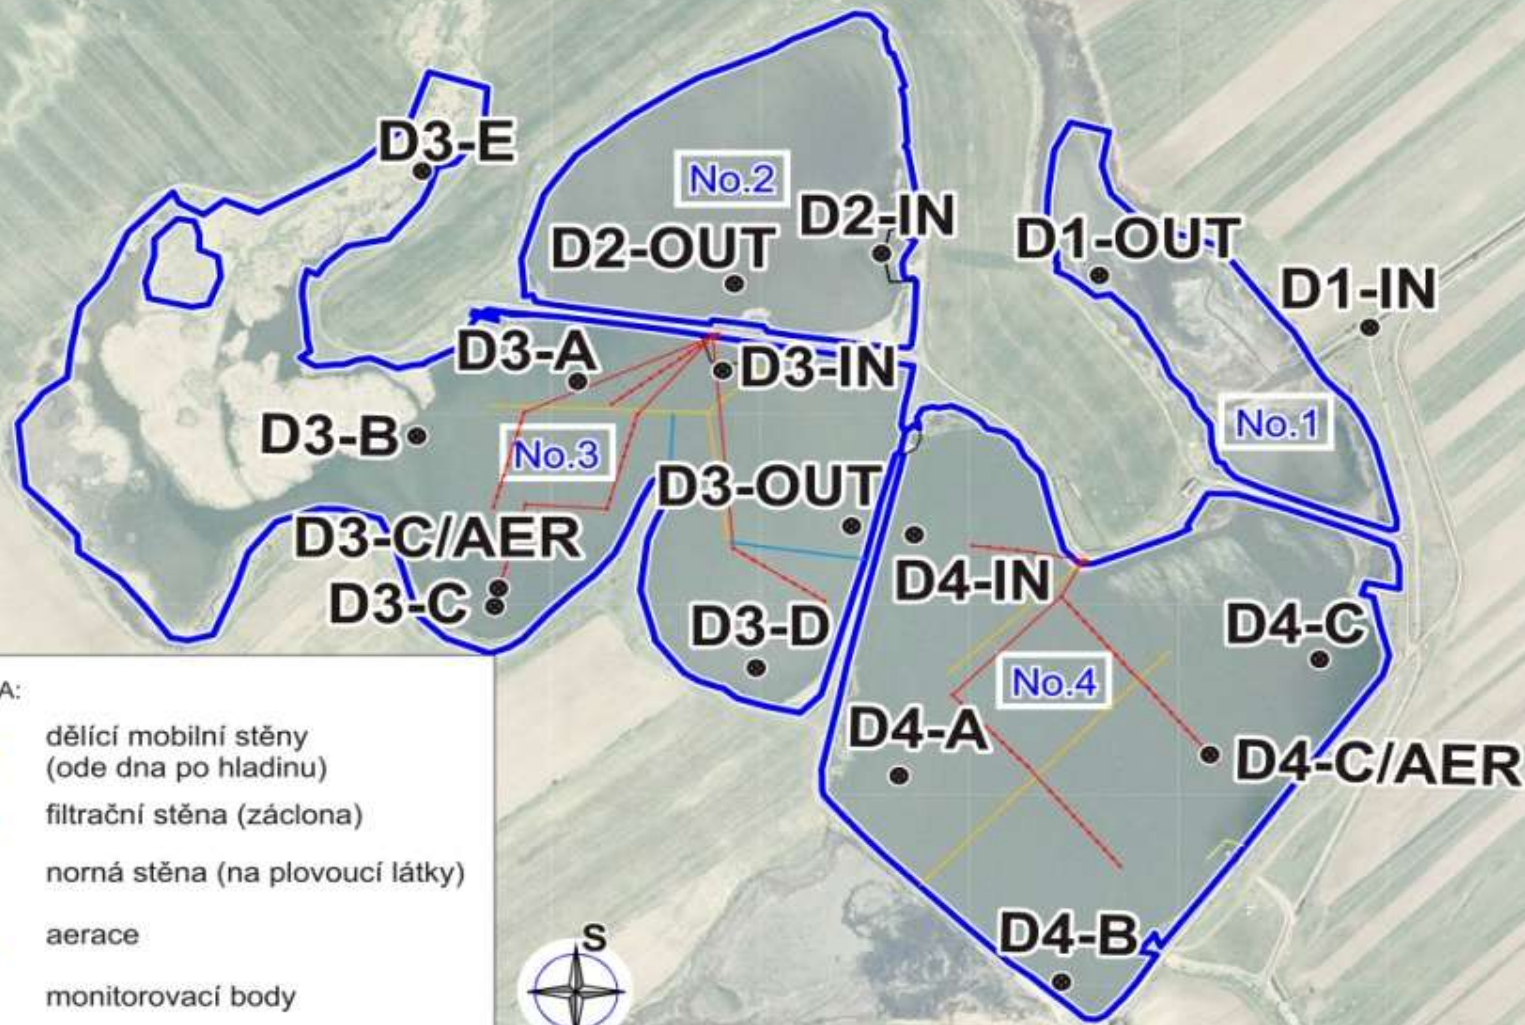 D3-E
No.2
D2-IN
D2-OUT
D1-OUT
D1-IN
D3-A
D3-IN
D3-B
No.3
No.1
D3-OUT
D3-C/AER
D4-IN
D3-C
D3-D
D4-C
No.4
D4-A
D4-C/AER
D4-B
A:
dělící mobilní stěny
(ode dna po hladinu)
filtrační stěna (záclona)
norná stěna (na plovoucí látky)
aerace
monitorovací body
S